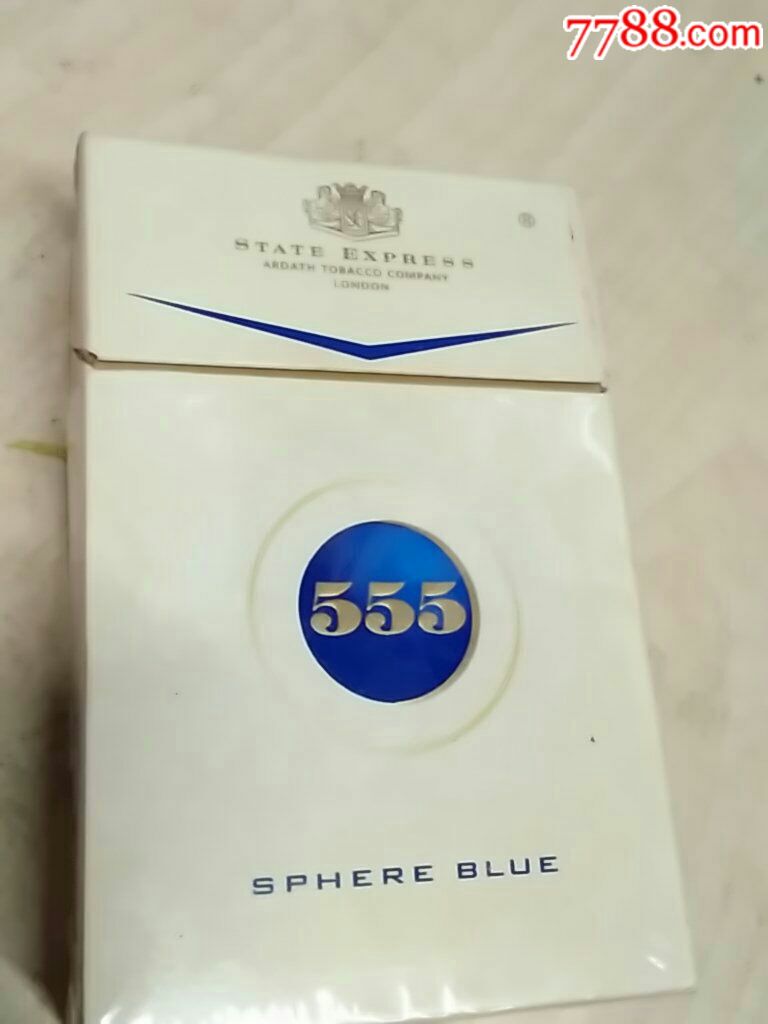 7788.com
STATE EXPRESS
®
ARDATH TOBACCO COMPANY
LONDON
555
SPHERE BLUE